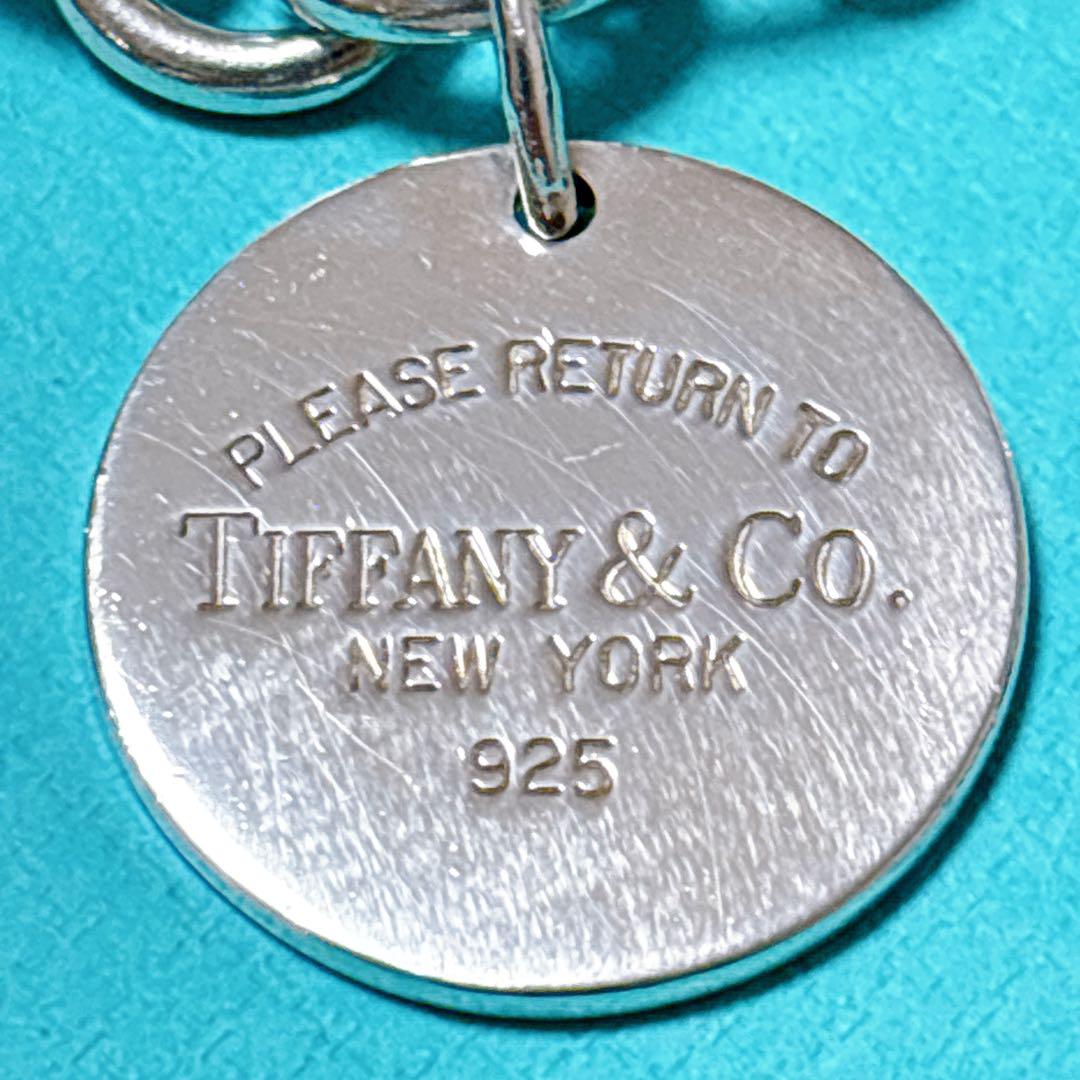 PLEASE RETURN TO
TIFFANY & CO.
NEW YORK
925